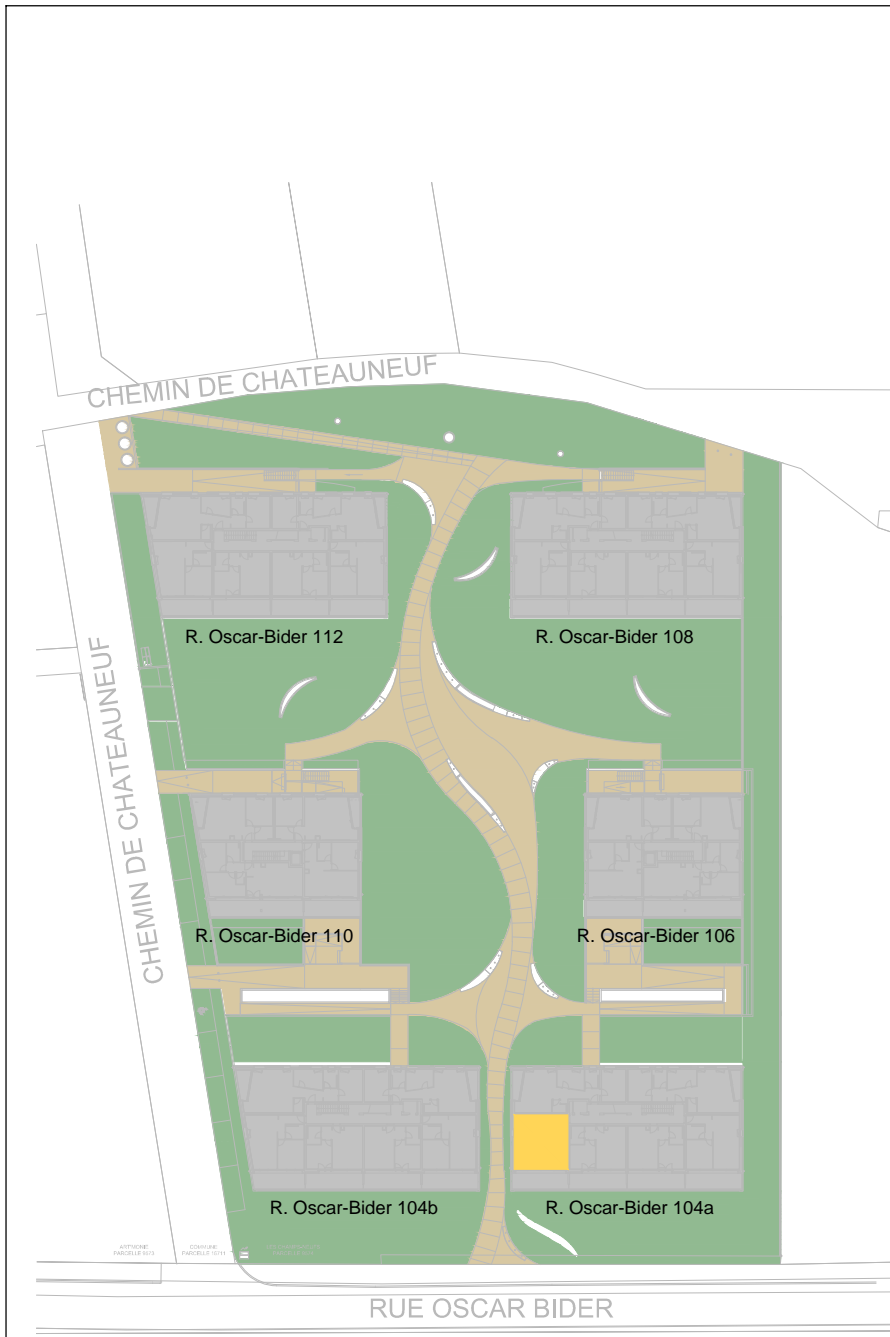 CHEMIN DE CHATEAUNEUF
R. Oscar-Bider 112
R. Oscar-Bider 108
CHEMIN DE CHATEAUNEUF
R. Oscar-Bider 110
R. Oscar-Bider 106
R. Oscar-Bider 104b
R. Oscar-Bider 104a
COMMUNE
RUE OSCAR BIDER